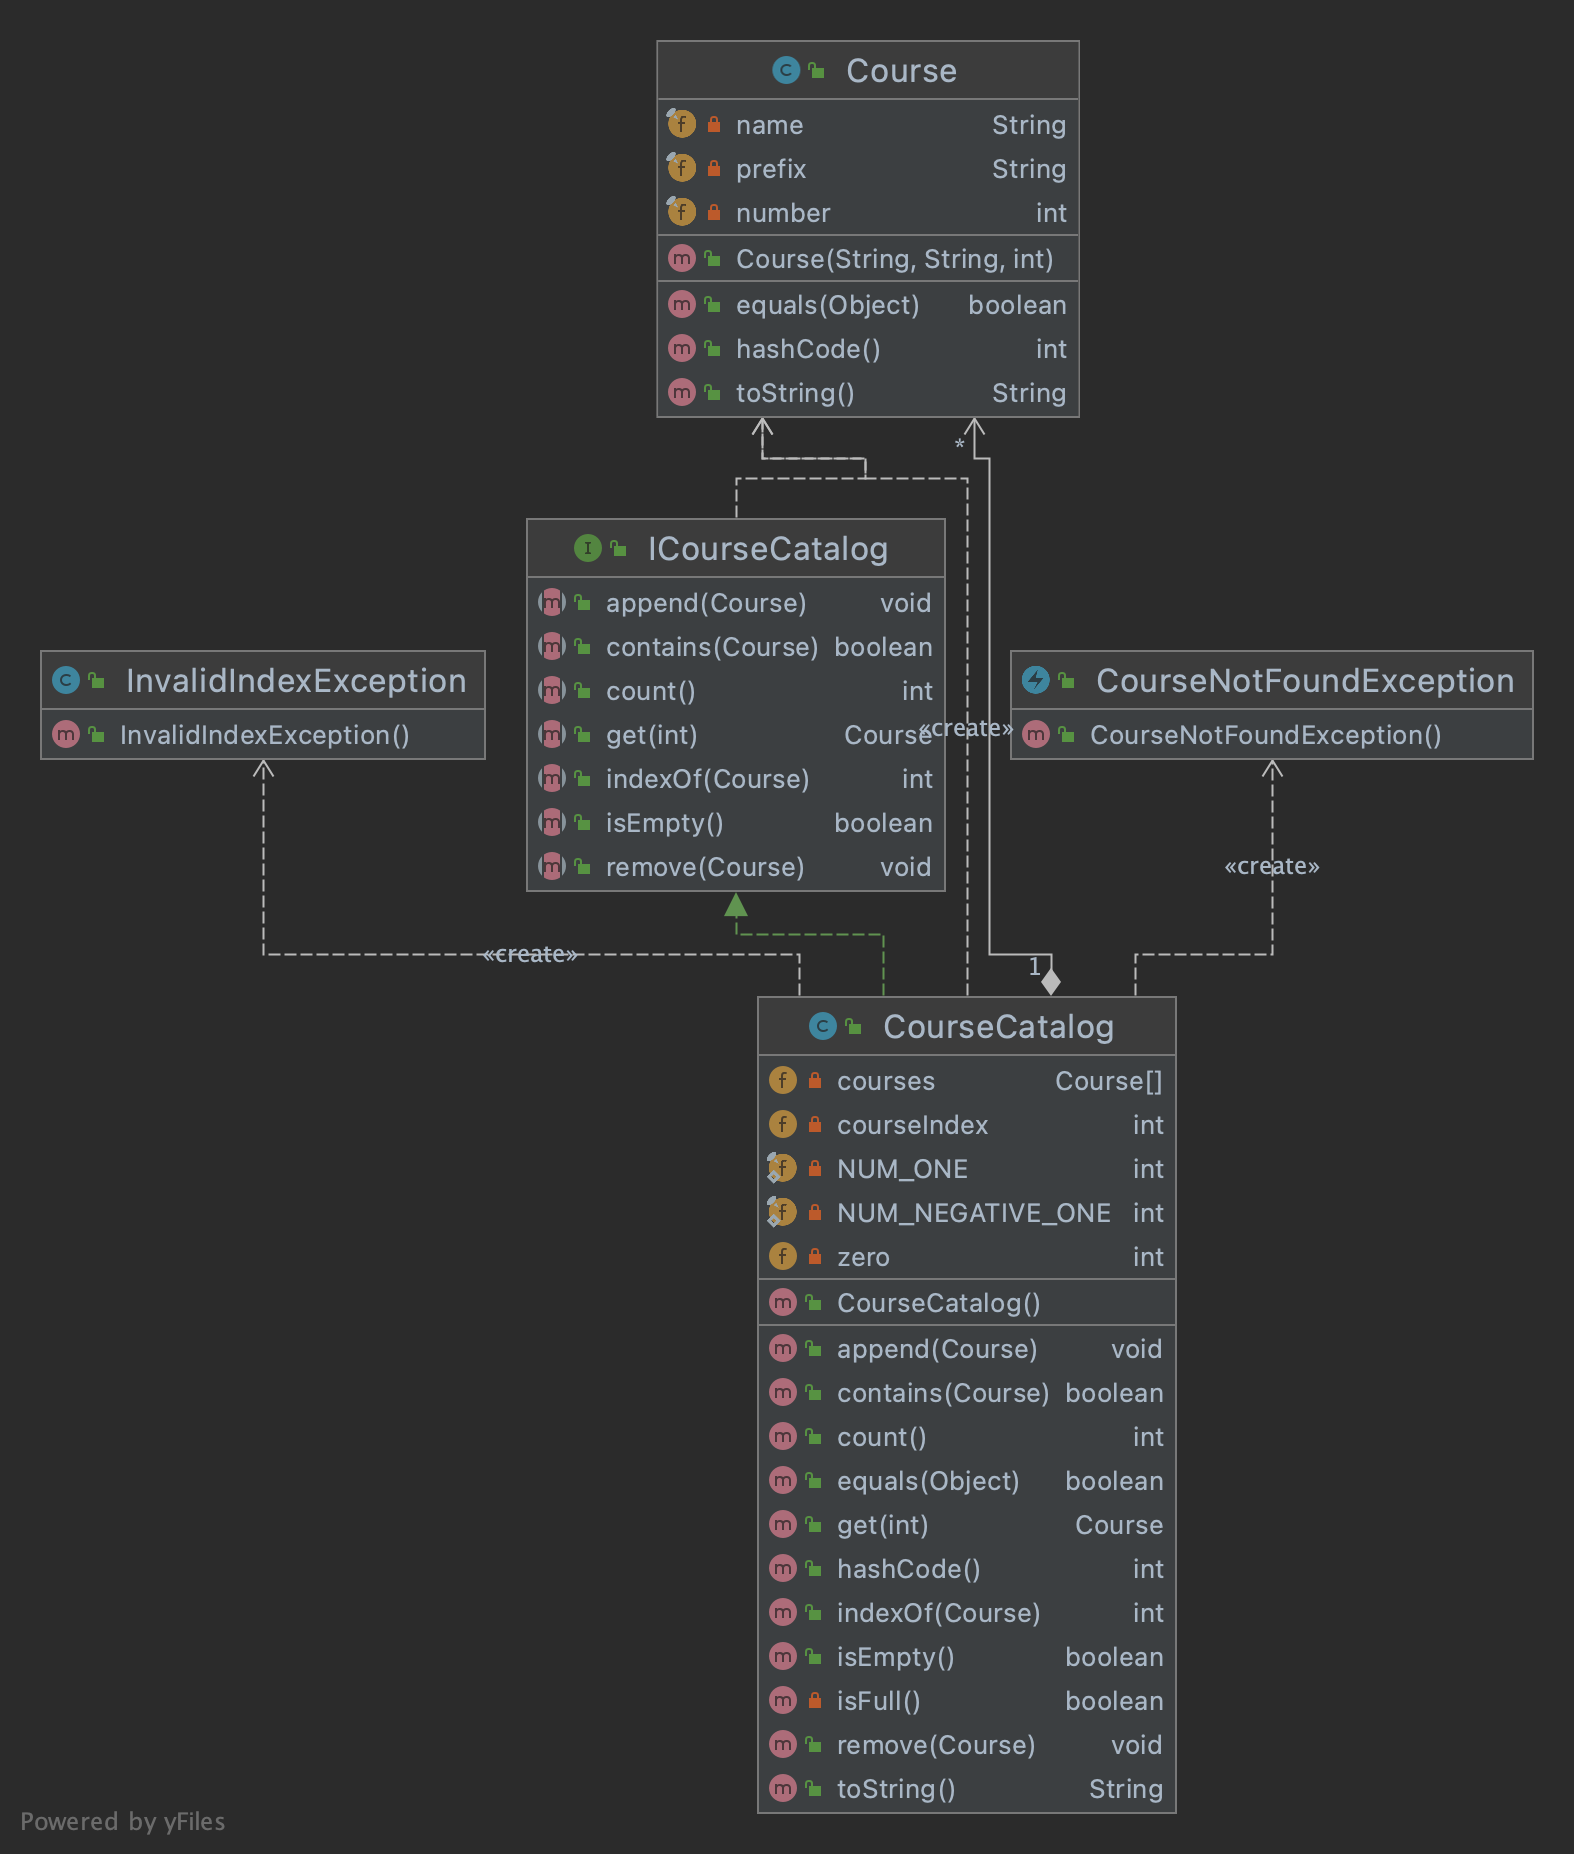 Course
name String
prefix String
number int
Course(String, String, int)
equals(Object) boolean
hashCode() int
toString() String
*
ICourseCatalog
append(Course) void
contains(Course) boolean
count() int
get(int) Course
indexOf(Course) int
isEmpty() boolean
remove(Course) void
InvalidIndexException
InvalidIndexException()
«create»
CourseNotFoundException
CourseNotFoundException()
«create»
«create»
1
CourseCatalog
courses Course[]
courseIndex int
NUM_ONE int
NUM_NEGATIVE_ONE int
zero int
CourseCatalog()
append(Course) void
contains(Course) boolean
count() int
equals(Object) boolean
get(int) Course
hashCode() int
indexOf(Course) int
isEmpty() boolean
isFull() boolean
remove(Course) void
toString() String
Powered by yFiles